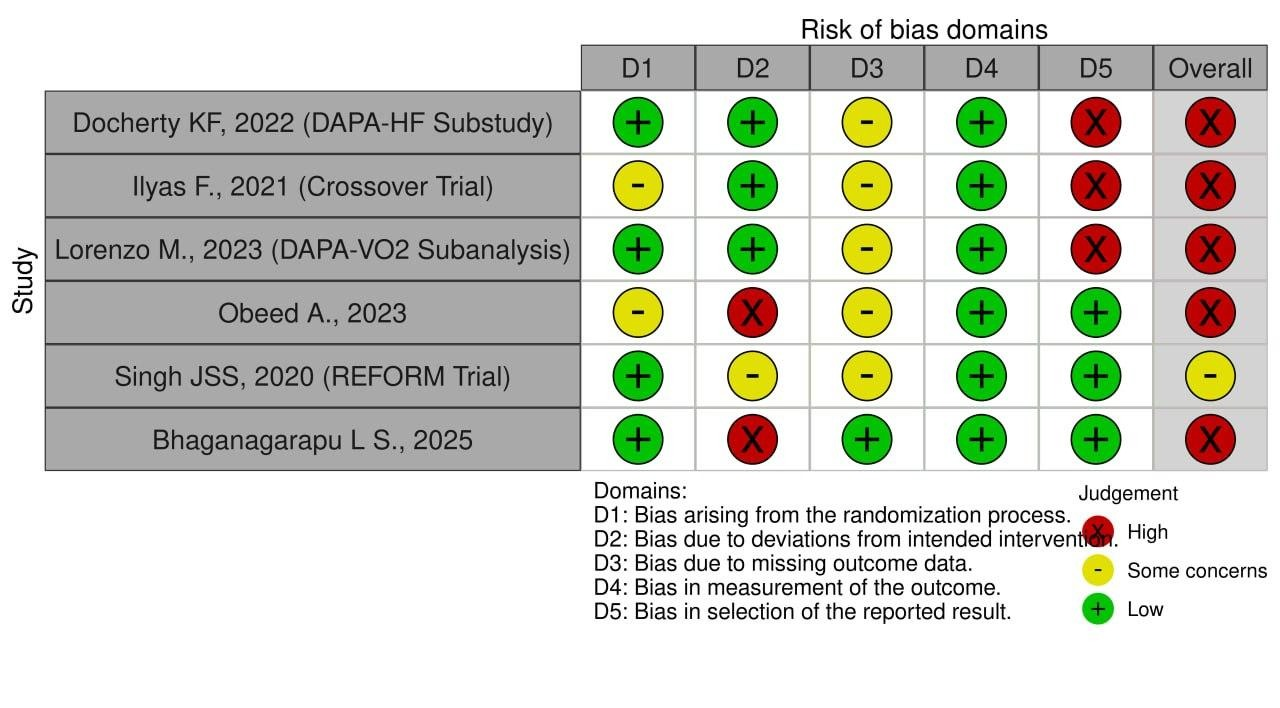 Risk of bias domains
D1 D2 D3 D4 D5 Overall
Study
Docherty KF, 2022 (DAPA-HF Substudy) + + - + X X
Ilyas F., 2021 (Crossover Trial) - + - + X X
Lorenzo M., 2023 (DAPA-VO2 Subanalysis) + + - + X X
Obeed A., 2023 - X - + + X
Singh JSS, 2020 (REFORM Trial) + - - + + -
Bhaganagarapu L S., 2025 + X + + + X
Domains:
D1: Bias arising from the randomization process.
D2: Bias due to deviations from intended intervention.
D3: Bias due to missing outcome data.
D4: Bias in measurement of the outcome.
D5: Bias in selection of the reported result.
Judgement
X High
- Some concerns
+ Low